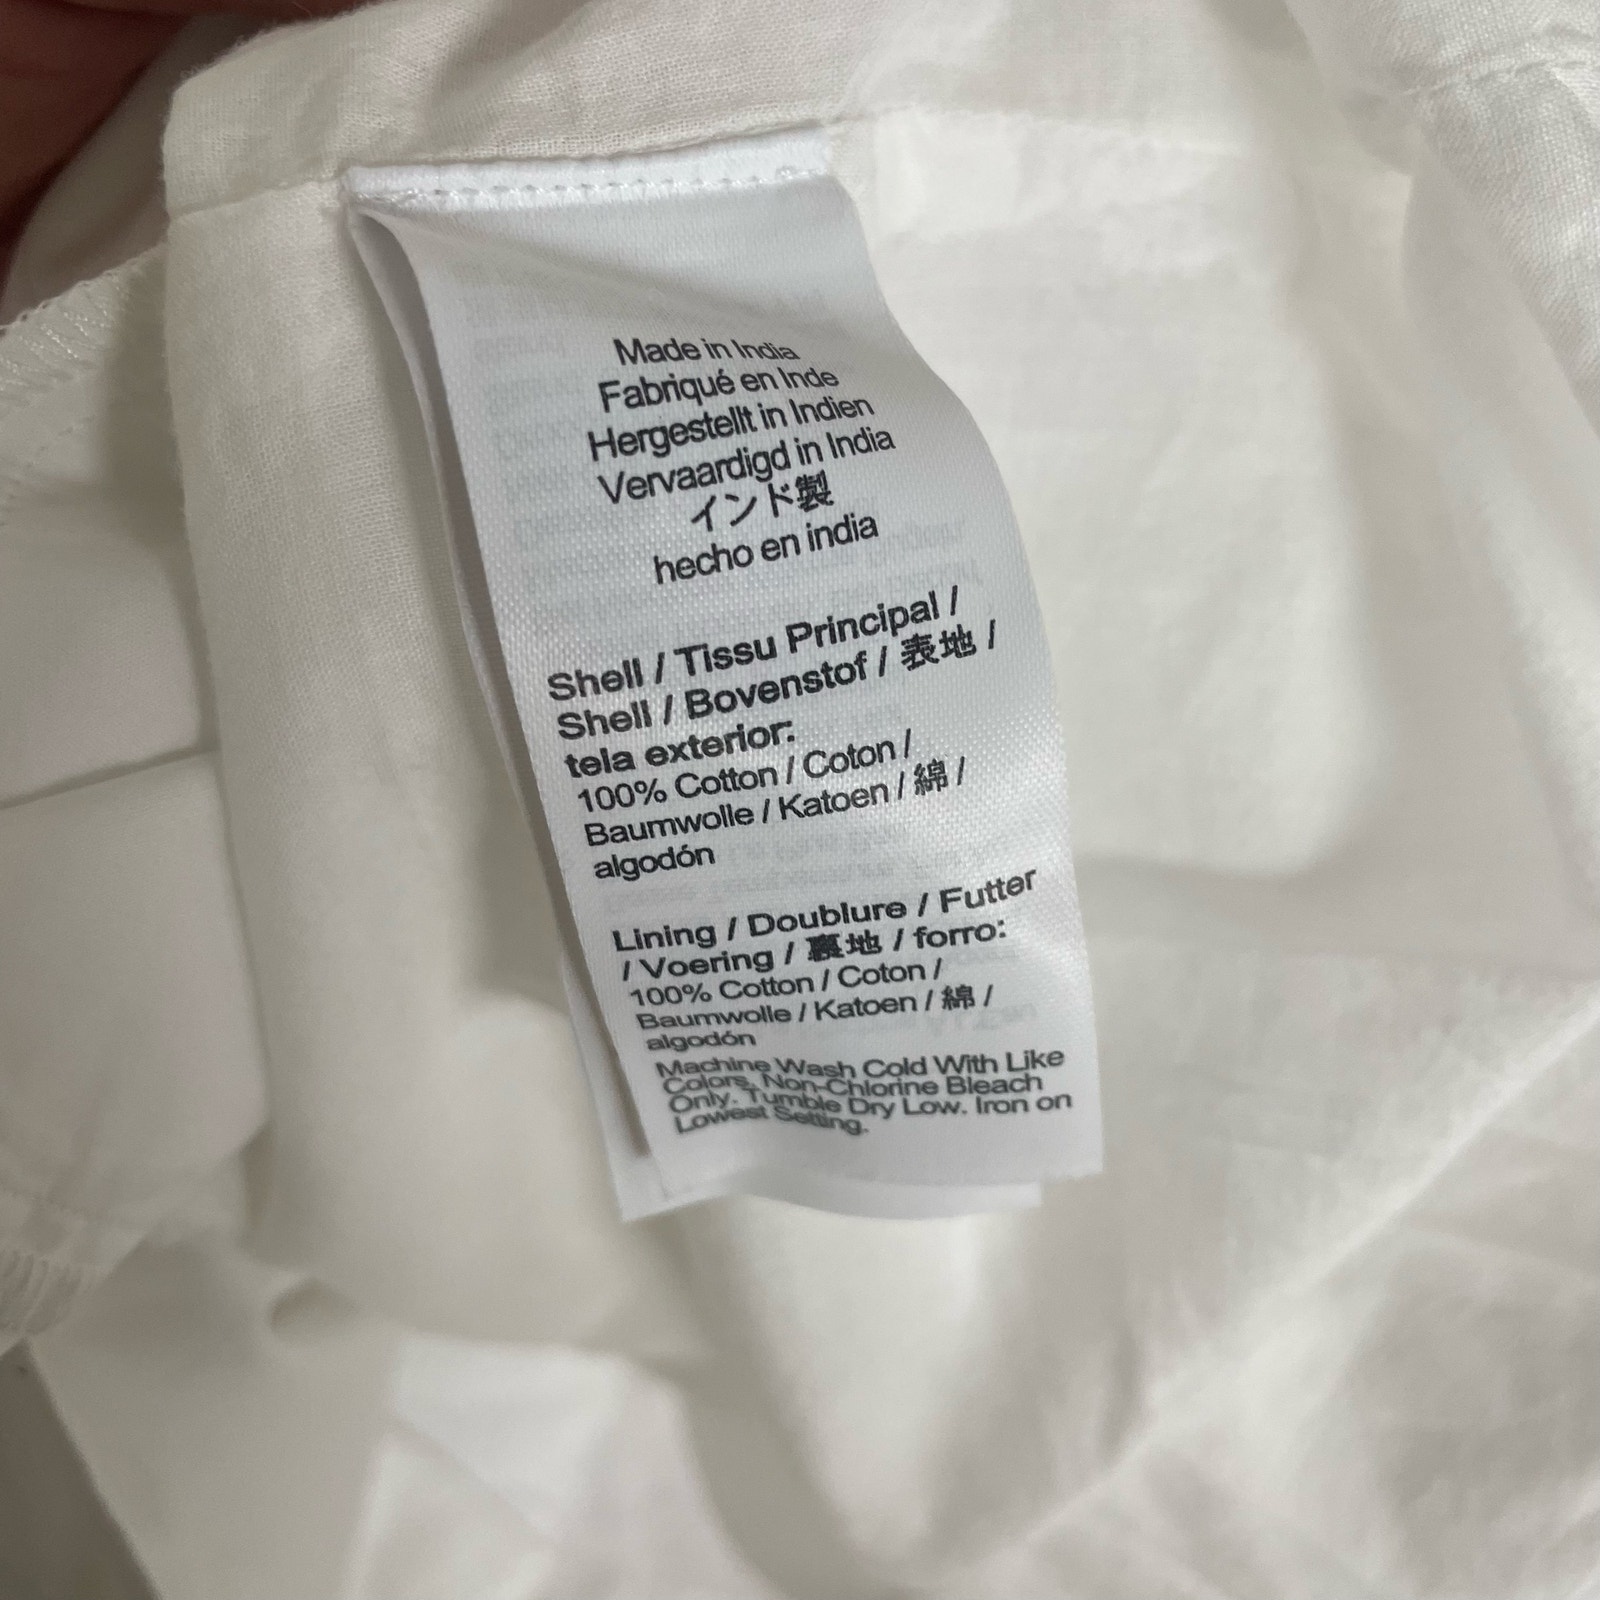 Made in India
Fabriqué en Inde
Hergestellt in Indien
Vervaardigd in India
インド製
hecho en india
Shell / Tissu Principal /
Shell / Bovenstof / 表地 /
tela exterior:
100% Cotton / Coton /
Baumwolle / Katoen / 綿 /
algodón
Lining / Doublure / Futter
/ Voering / 裏地 / forro:
100% Cotton / Coton /
Baumwolle / Katoen / 綿 /
algodón
Machine Wash Cold With Like
Colors. Non-Chlorine Bleach
Only. Tumble Dry Low. Iron on
Lowest Setting.